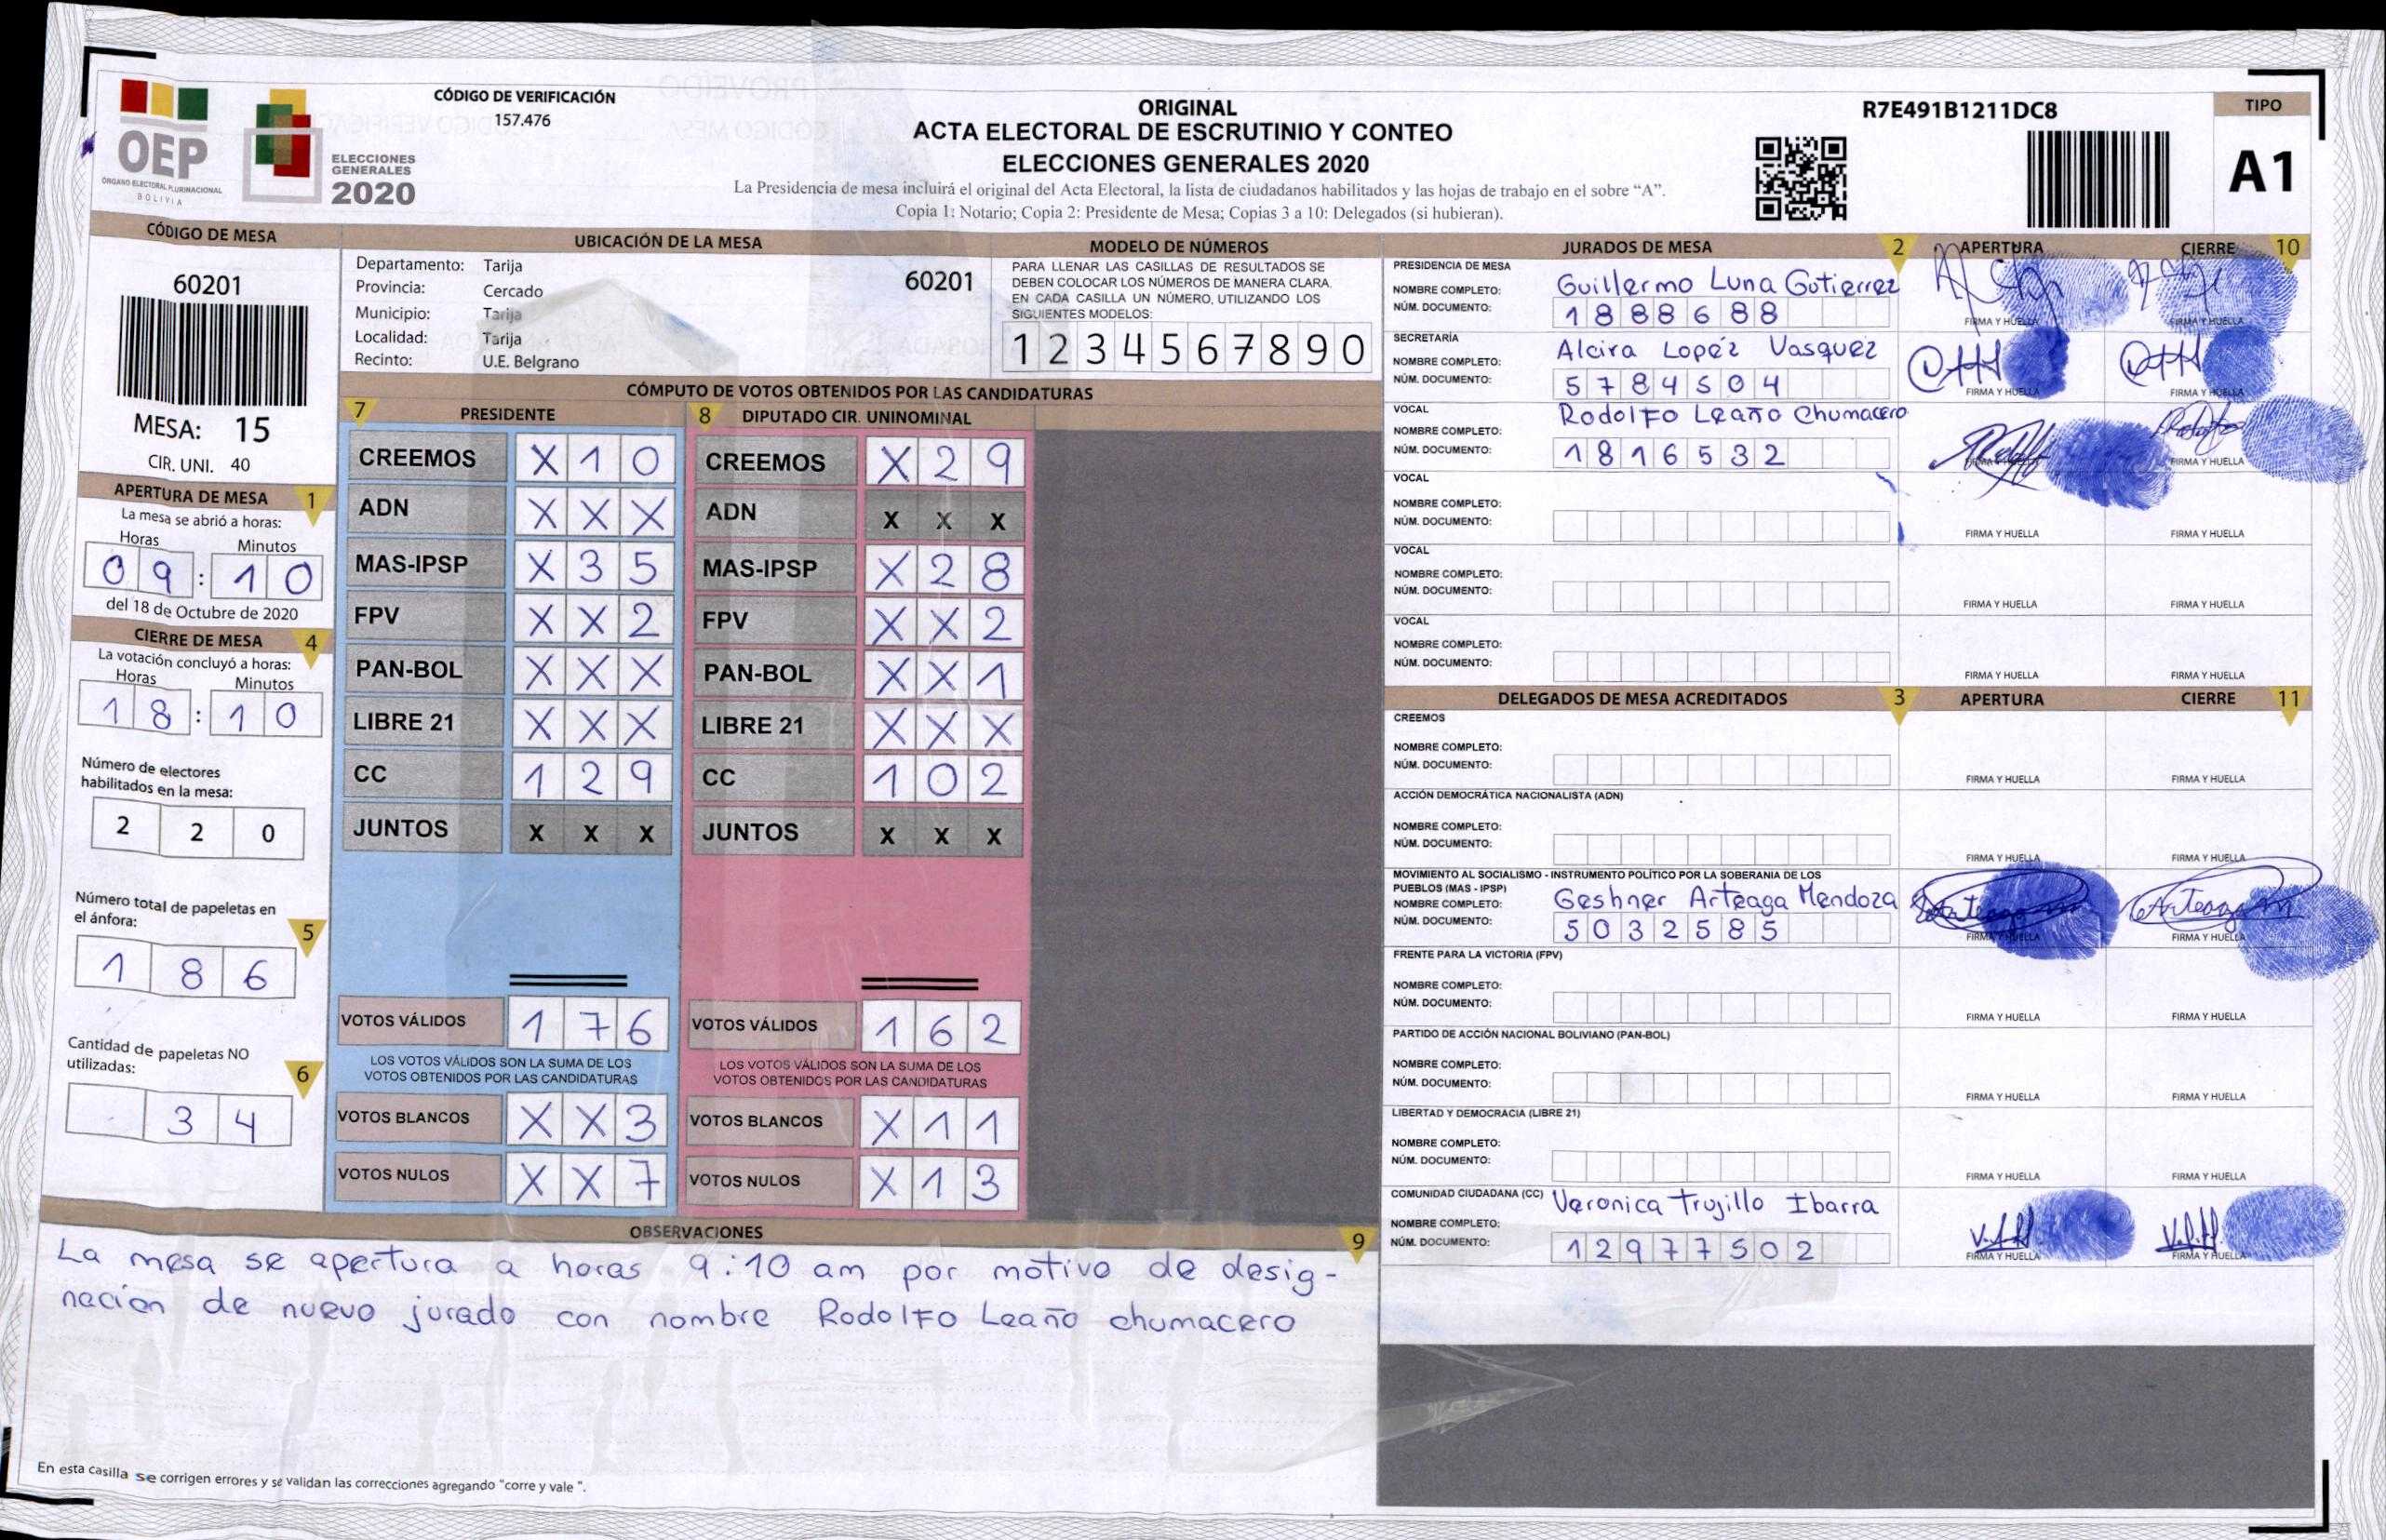 CÓDIGO DE VERIFICACIÓN
157.476
OEP
ÓRGANO ELECTORAL PLURINACIONAL
BOLIVIA
ELECCIONES
GENERALES
2020
ORIGINAL
ACTA ELECTORAL DE ESCRUTINIO Y CONTEO
ELECCIONES GENERALES 2020
La Presidencia de mesa incluirá el original del Acta Electoral, la lista de ciudadanos habilitados y las hojas de trabajo en el sobre “A”.
Copia 1: Notario; Copia 2: Presidente de Mesa; Copias 3 a 10: Delegados (si hubieran).
R7E491B1211DC8
TIPO
A1
CÓDIGO DE MESA
60201
MESA: 15
CIR. UNI. 40
APERTURA DE MESA 1
La mesa se abrió a horas:
Horas Minutos
09:10
del 18 de Octubre de 2020
CIERRE DE MESA 4
La votación concluyó a horas:
Horas Minutos
18:10
Número de electores
habilitados en la mesa:
2 2 0
Número total de papeletas en
el ánfora: 5
1 8 6
Cantidad de papeletas NO
utilizadas: 6
3 4
UBICACIÓN DE LA MESA
Departamento: Tarija 60201
Provincia: Cercado
Municipio: Tarija
Localidad: Tarija
Recinto: U.E. Belgrano
MODELO DE NÚMEROS
PARA LLENAR LAS CASILLAS DE RESULTADOS SE
DEBEN COLOCAR LOS NÚMEROS DE MANERA CLARA.
EN CADA CASILLA UN NÚMERO, UTILIZANDO LOS
SIGUIENTES MODELOS:
1 2 3 4 5 6 7 8 9 0
CÓMPUTO DE VOTOS OBTENIDOS POR LAS CANDIDATURAS
7 PRESIDENTE 8 DIPUTADO CIR. UNINOMINAL
CREEMOS X 1 0 CREEMOS X 2 9
ADN X X X ADN X X X
MAS-IPSP X 3 5 MAS-IPSP X 2 8
FPV X X 2 FPV X X 2
PAN-BOL X X X PAN-BOL X X 1
LIBRE 21 X X X LIBRE 21 X X X
CC 1 2 9 CC 1 0 2
JUNTOS X X X JUNTOS X X X
VOTOS VÁLIDOS 1 7 6 VOTOS VÁLIDOS 1 6 2
LOS VOTOS VÁLIDOS SON LA SUMA DE LOS LOS VOTOS VÁLIDOS SON LA SUMA DE LOS
VOTOS OBTENIDOS POR LAS CANDIDATURAS VOTOS OBTENIDOS POR LAS CANDIDATURAS
VOTOS BLANCOS X X 3 VOTOS BLANCOS X 1 1
VOTOS NULOS X X 7 VOTOS NULOS X 1 3
OBSERVACIONES 9
La mesa se apertura a horas 9:10 am por motivo de desig-
nación de nuevo jurado con nombre Rodolfo Leaño chumacero
En esta casilla se corrigen errores y se validan las correcciones agregando "corre y vale ".
JURADOS DE MESA 2 APERTURA CIERRE 10
PRESIDENCIA DE MESA
NOMBRE COMPLETO: Guillermo Luna Gutierrez
NÚM. DOCUMENTO: 1888688 FIRMA Y HUELLA FIRMA Y HUELLA
SECRETARÍA
NOMBRE COMPLETO: Alcira Lopéz Vasquez
NÚM. DOCUMENTO: 5784504 FIRMA Y HUELLA FIRMA Y HUELLA
VOCAL
NOMBRE COMPLETO: Rodolfo Leaño Chumacero
NÚM. DOCUMENTO: 1816532 FIRMA Y HUELLA FIRMA Y HUELLA
VOCAL
NOMBRE COMPLETO:
NÚM. DOCUMENTO: FIRMA Y HUELLA FIRMA Y HUELLA
VOCAL
NOMBRE COMPLETO:
NÚM. DOCUMENTO: FIRMA Y HUELLA FIRMA Y HUELLA
VOCAL
NOMBRE COMPLETO:
NÚM. DOCUMENTO: FIRMA Y HUELLA FIRMA Y HUELLA
DELEGADOS DE MESA ACREDITADOS 3 APERTURA CIERRE 11
CREEMOS
NOMBRE COMPLETO:
NÚM. DOCUMENTO: FIRMA Y HUELLA FIRMA Y HUELLA
ACCIÓN DEMOCRÁTICA NACIONALISTA (ADN)
NOMBRE COMPLETO:
NÚM. DOCUMENTO: FIRMA Y HUELLA FIRMA Y HUELLA
MOVIMIENTO AL SOCIALISMO - INSTRUMENTO POLÍTICO POR LA SOBERANIA DE LOS
PUEBLOS (MAS - IPSP)
NOMBRE COMPLETO: Geshner Arteaga Mendoza
NÚM. DOCUMENTO: 5032585 FIRMA Y HUELLA FIRMA Y HUELLA
FRENTE PARA LA VICTORIA (FPV)
NOMBRE COMPLETO:
NÚM. DOCUMENTO: FIRMA Y HUELLA FIRMA Y HUELLA
PARTIDO DE ACCIÓN NACIONAL BOLIVIANO (PAN-BOL)
NOMBRE COMPLETO:
NÚM. DOCUMENTO: FIRMA Y HUELLA FIRMA Y HUELLA
LIBERTAD Y DEMOCRACIA (LIBRE 21)
NOMBRE COMPLETO:
NÚM. DOCUMENTO: FIRMA Y HUELLA FIRMA Y HUELLA
COMUNIDAD CIUDADANA (CC)
NOMBRE COMPLETO: Veronica Trujillo Ibarra
NÚM. DOCUMENTO: 12977502 FIRMA Y HUELLA FIRMA Y HUELLA